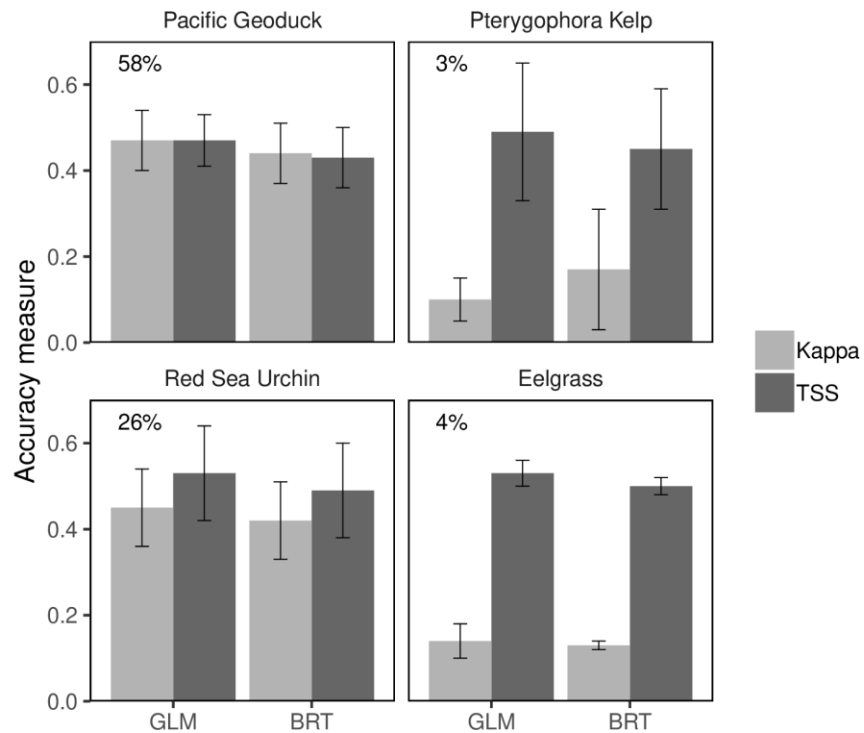 Pacific Geoduck
Pterygophora Kelp
58%
3%
0.6
0.4
0.2
0.0
Accuracy measure
Red Sea Urchin
Eelgrass
26%
4%
0.6
0.4
0.2
0.0
GLM
BRT
GLM
BRT
Kappa
TSS